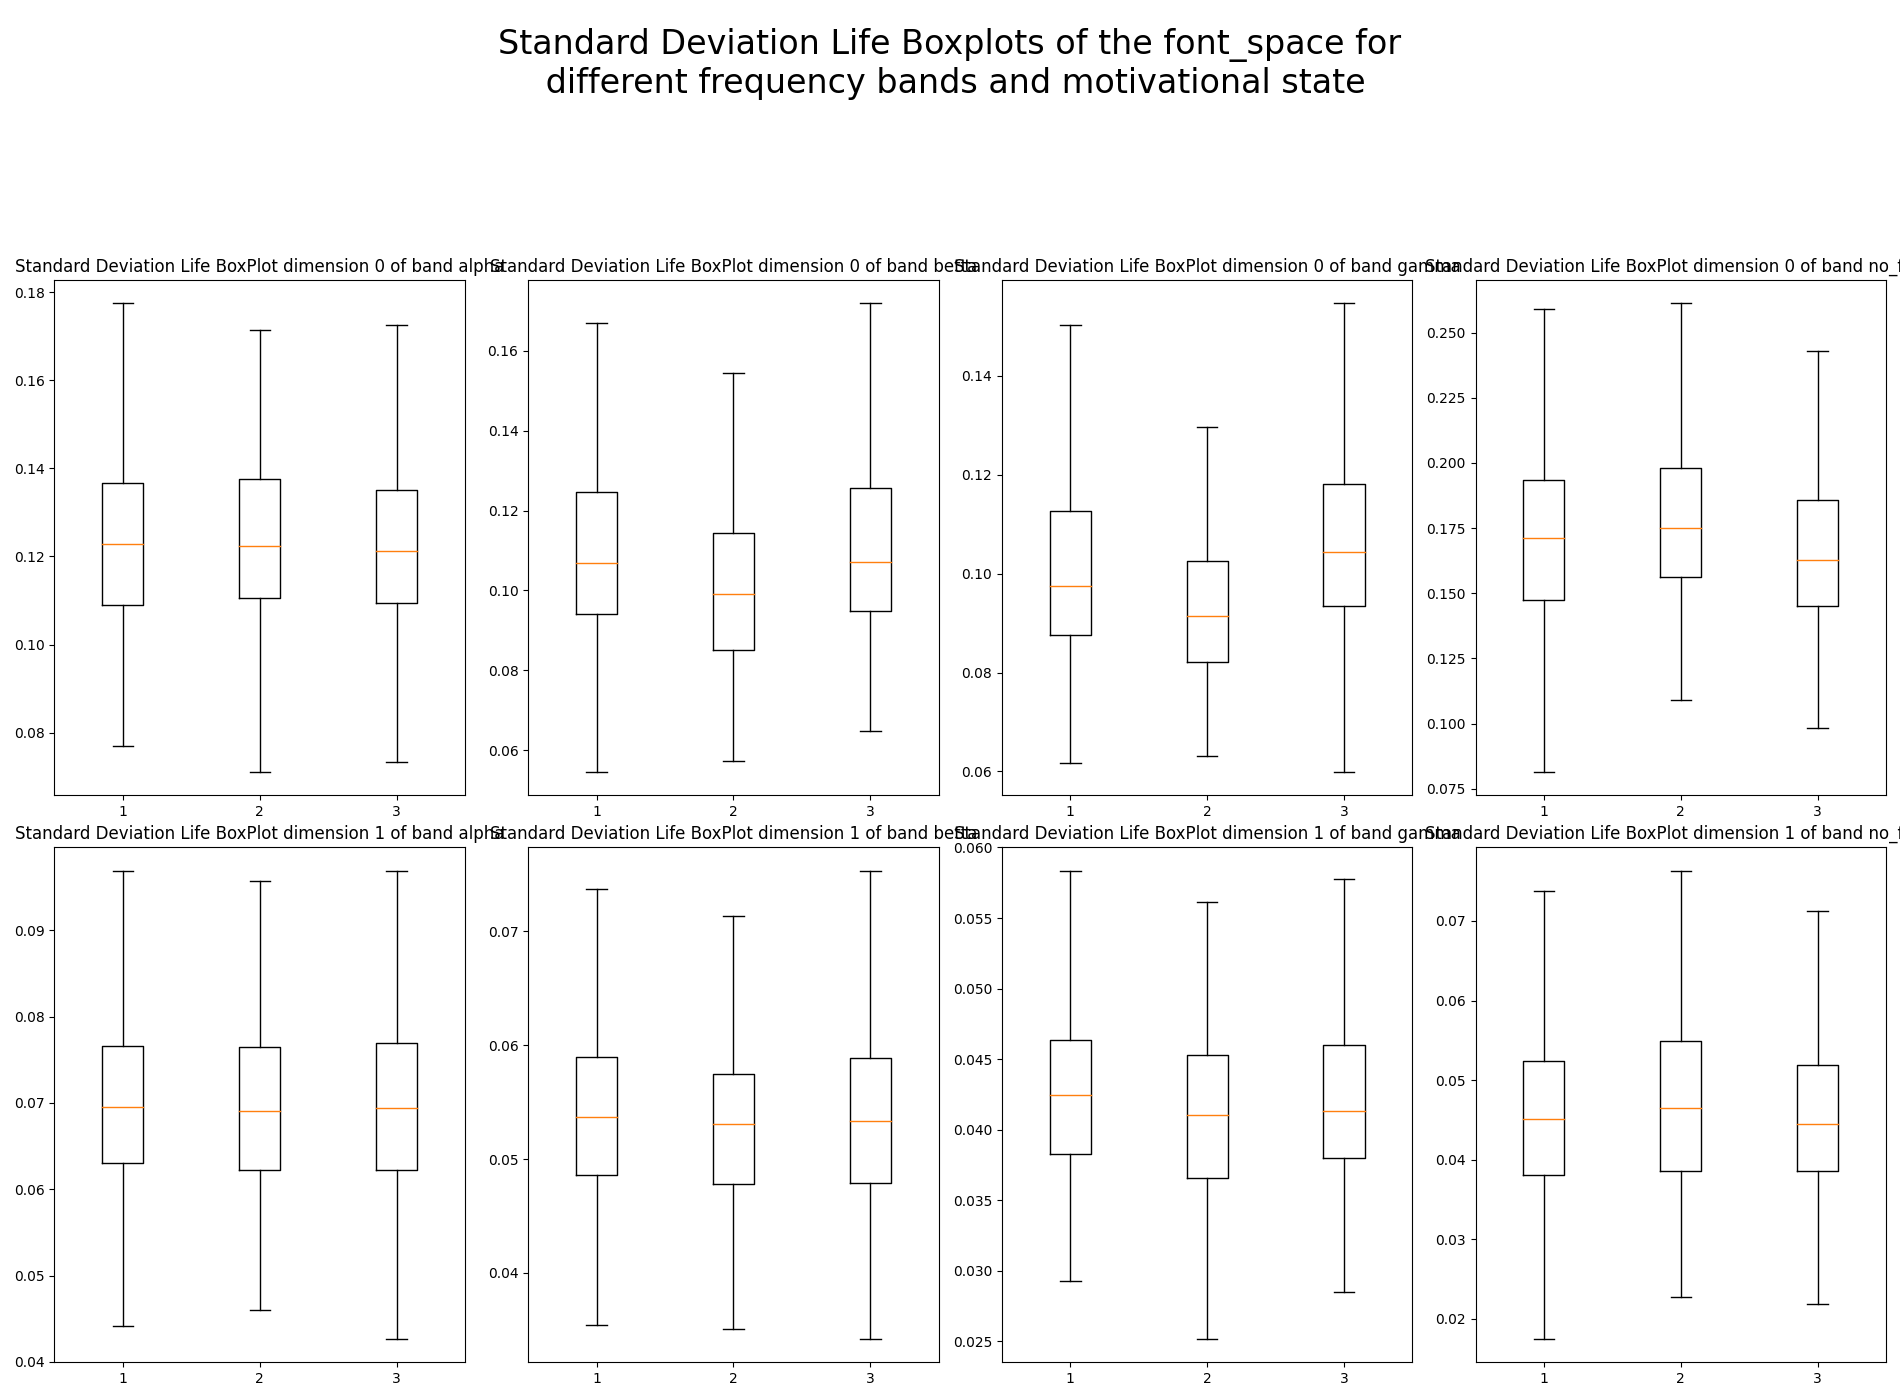 Standard Deviation Life Boxplots of the font_space for
different frequency bands and motivational state
Standard Deviation Life BoxPlot dimension 0 of band alpha
Standard Deviation Life BoxPlot dimension 0 of band beta
Standard Deviation Life BoxPlot dimension 0 of band gamma
Standard Deviation Life BoxPlot dimension 0 of band no_f
0.18
0.16
0.14
0.12
0.10
0.08
1 2 3
0.16
0.14
0.12
0.10
0.08
0.06
1 2 3
0.14
0.12
0.10
0.08
0.06
1 2 3
0.250
0.225
0.200
0.175
0.150
0.125
0.100
0.075
1 2 3
Standard Deviation Life BoxPlot dimension 1 of band alpha
Standard Deviation Life BoxPlot dimension 1 of band beta
Standard Deviation Life BoxPlot dimension 1 of band gamma
Standard Deviation Life BoxPlot dimension 1 of band no_f
0.09
0.08
0.07
0.06
0.05
0.04
1 2 3
0.07
0.06
0.05
0.04
1 2 3
0.060
0.055
0.050
0.045
0.040
0.035
0.030
0.025
1 2 3
0.07
0.06
0.05
0.04
0.03
0.02
1 2 3